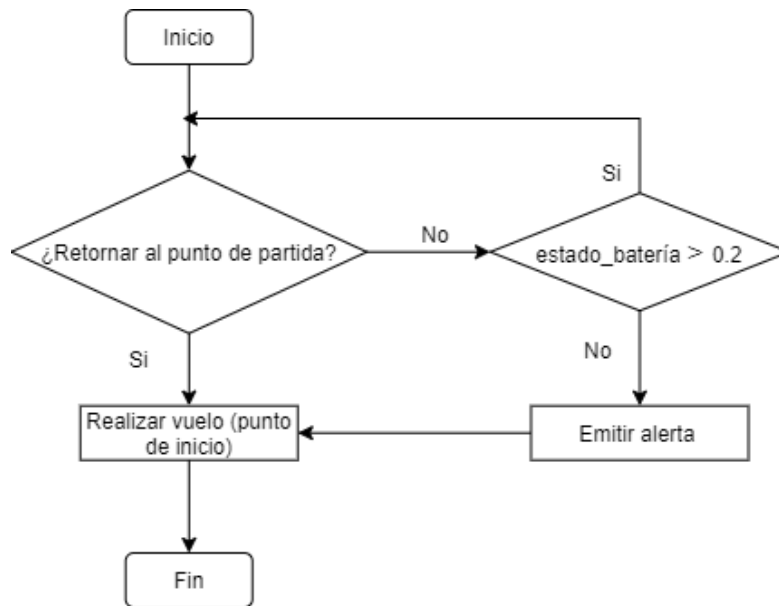 Inicio
Si
¿Retornar al punto de partida?
No
estado_batería > 0.2
Si
No
Realizar vuelo (punto
de inicio)
Emitir alerta
Fin